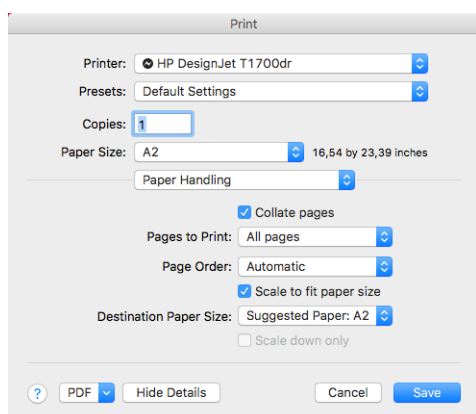 Print
Printer: HP DesignJet T1700dr
Presets: Default Settings
Copies: 1
Paper Size: A2 16,54 by 23,39 inches
Paper Handling
Collate pages
Pages to Print: All pages
Page Order: Automatic
Scale to fit paper size
Destination Paper Size: Suggested Paper: A2
Scale down only
? PDF Hide Details Cancel Save